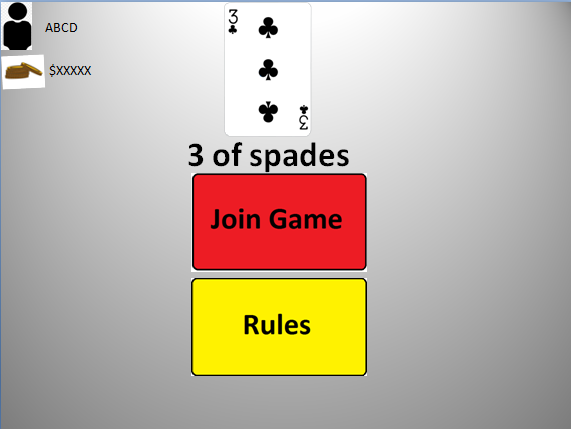 ABCD
$XXXXX
3
3
3 of spades
Join Game
Rules